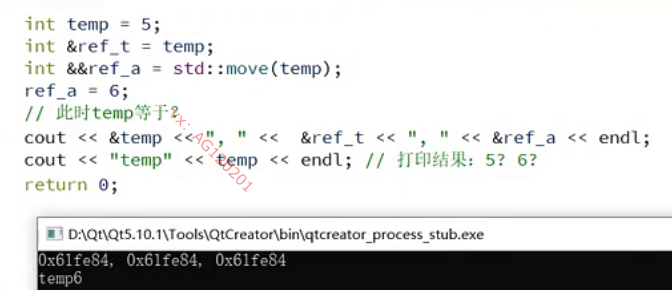 int temp = 5;
int &ref_t = temp;
int &&ref_a = std::move(temp);
ref_a = 6;
// 此时temp等于?
cout << &temp << ", " <<  &ref_t << ", " << &ref_a << endl;
cout << "temp" << temp << endl; // 打印结果：5? 6?
return 0;
D:\Qt\Qt5.10.1\Tools\QtCreator\bin\qtcreator_process_stub.exe
0x61fe84, 0x61fe84, 0x61fe84
temp6